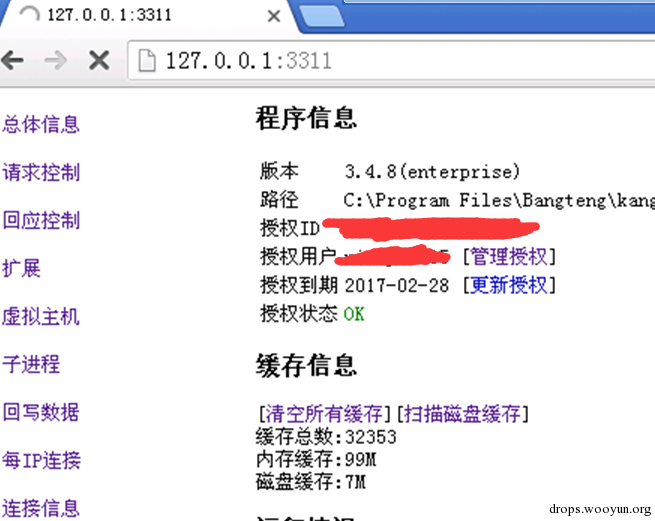 127.0.0.1:3311
127.0.0.1:3311
总体信息
请求控制
回应控制
扩展
虚拟主机
子进程
回写数据
每IP连接
连接信息
程序信息
版本 3.4.8(enterprise)
路径 C:\Program Files\Bangteng\kang
授权ID
授权用户 [管理授权]
授权到期 2017-02-28 [更新授权]
授权状态 OK
缓存信息
[清空所有缓存][扫描磁盘缓存]
缓存总数:32353
内存缓存:99M
磁盘缓存:7M
drops.wooyun.org